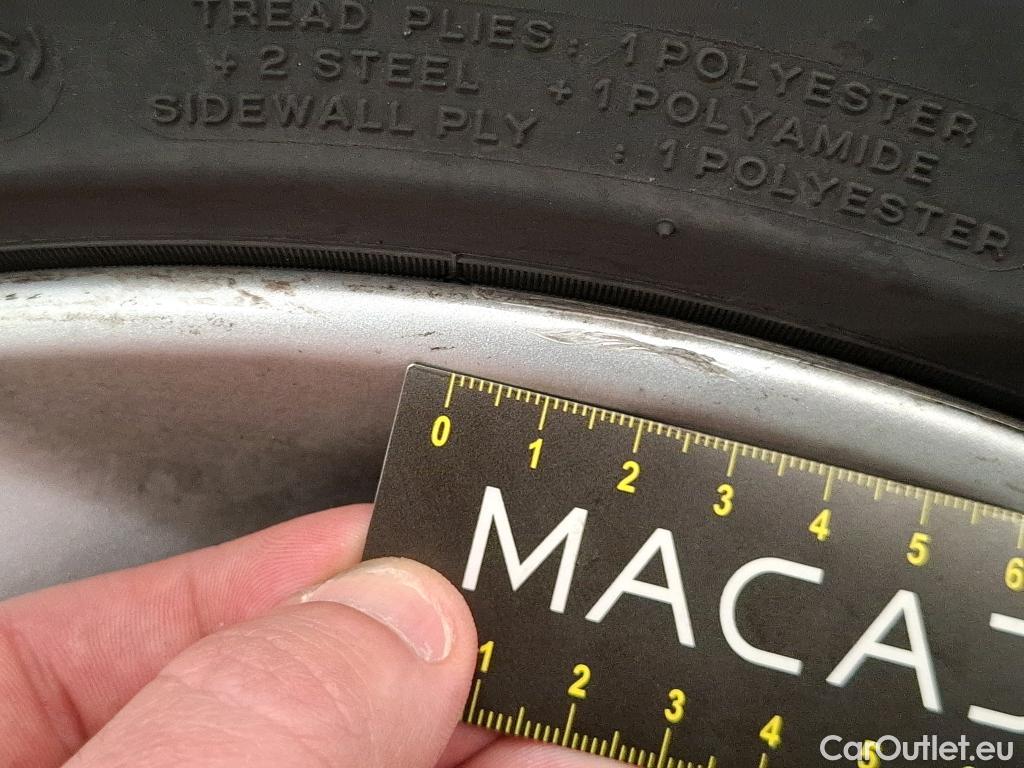 S)
TREAD PLIES: 1 POLYESTER
+ 2 STEEL + 1 POLYAMIDE
SIDEWALL PLY : 1 POLYESTER
0 1 2 3 4 5 6
MACA
1 2 3 4 5
CarOutlet.eu